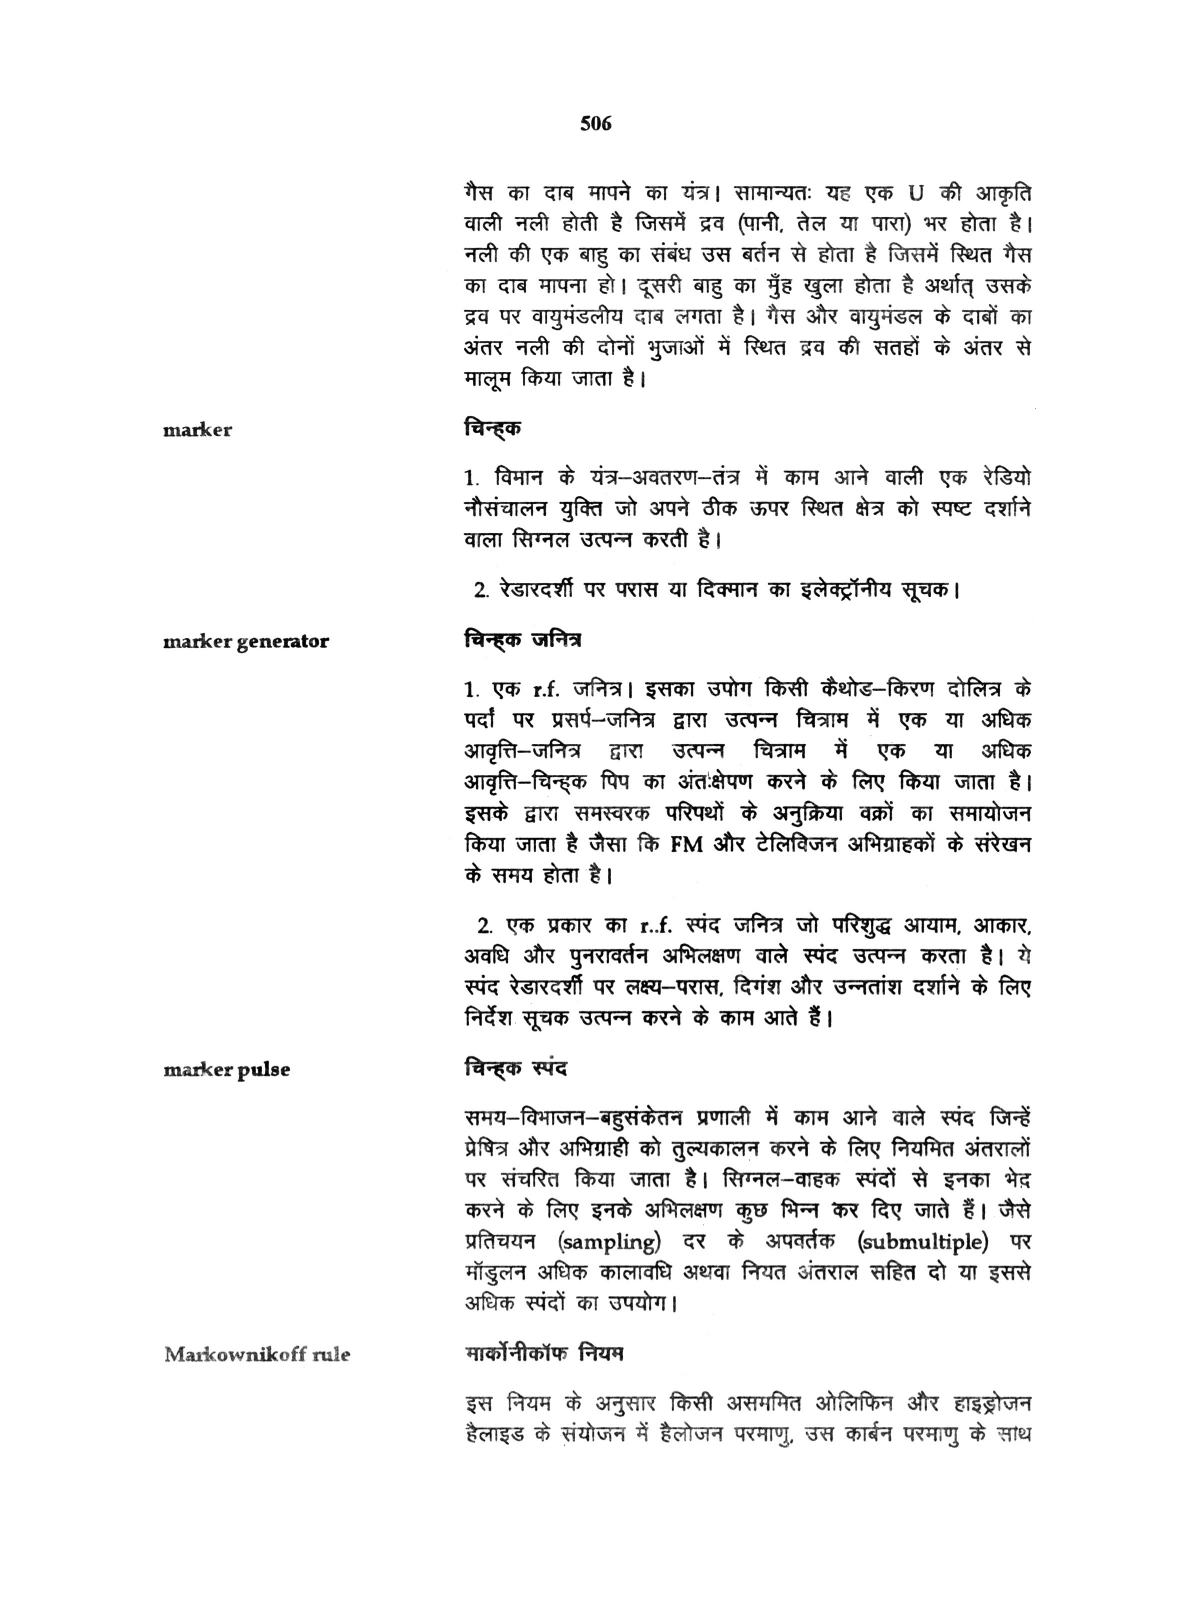 506
गैस का दाब मापने का यंत्र। सामान्यतः यह एक U की आकृति
वाली नली होती है जिसमें द्रव (पानी, तेल या पारा) भर होता है।
नली की एक बाहु का संबंध उस बर्तन से होता है जिसमें स्थित गैस
का दाब मापना हो। दूसरी बाहु का मुँह खुला होता है अर्थात् उसके
द्रव पर वायुमंडलीय दाब लगता है। गैस और वायुमंडल के दाबों का
अंतर नली की दोनों भुजाओं में स्थित द्रव की सतहों के अंतर से
मालूम किया जाता है।
marker चिन्हक
1. विमान के यंत्र–अवतरण–तंत्र में काम आने वाली एक रेडियो
नौसंचालन युक्ति जो अपने ठीक ऊपर स्थित क्षेत्र को स्पष्ट दर्शाने
वाला सिग्नल उत्पन्न करती है।
2. रेडारदर्शी पर परास या दिक्मान का इलेक्ट्रॉनीय सूचक।
marker generator चिन्हक जनित्र
1. एक r.f. जनित्र। इसका उपोग किसी कैथोड–किरण दोलित्र के
पर्दां पर प्रसर्प–जनित्र द्वारा उत्पन्न चित्राम में एक या अधिक
आवृत्ति–जनित्र द्वारा उत्पन्न चित्राम में एक या अधिक
आवृत्ति–चिन्हक पिप का अंतःक्षेपण करने के लिए किया जाता है।
इसके द्वारा समस्वरक परिपथों के अनुक्रिया वक्रों का समायोजन
किया जाता है जैसा कि FM और टेलिविजन अभिग्राहकों के संरेखन
के समय होता है।
2. एक प्रकार का r..f. स्पंद जनित्र जो परिशुद्ध आयाम, आकार,
अवधि और पुनरावर्तन अभिलक्षण वाले स्पंद उत्पन्न करता है। ये
स्पंद रेडारदर्शी पर लक्ष्य–परास, दिगंश और उन्नतांश दर्शाने के लिए
निर्देश सूचक उत्पन्न करने के काम आते हैं।
marker pulse चिन्हक स्पंद
समय–विभाजन–बहुसंकेतन प्रणाली में काम आने वाले स्पंद जिन्हें
प्रेषित्र और अभिग्राही को तुल्यकालन करने के लिए नियमित अंतरालों
पर संचरित किया जाता है। सिग्नल–वाहक स्पंदों से इनका भेद
करने के लिए इनके अभिलक्षण कुछ भिन्न कर दिए जाते हैं। जैसे
प्रतिचयन (sampling) दर के अपवर्तक (submultiple) पर
मॉडुलन अधिक कालावधि अथवा नियत अंतराल सहित दो या इससे
अधिक स्पंदों का उपयोग।
Markownikoff rule मार्कोनीकॉफ नियम
इस नियम के अनुसार किसी असममित ओलिफिन और हाइड्रोजन
हैलाइड के संयोजन में हैलोजन परमाणु, उस कार्बन परमाणु के साथ